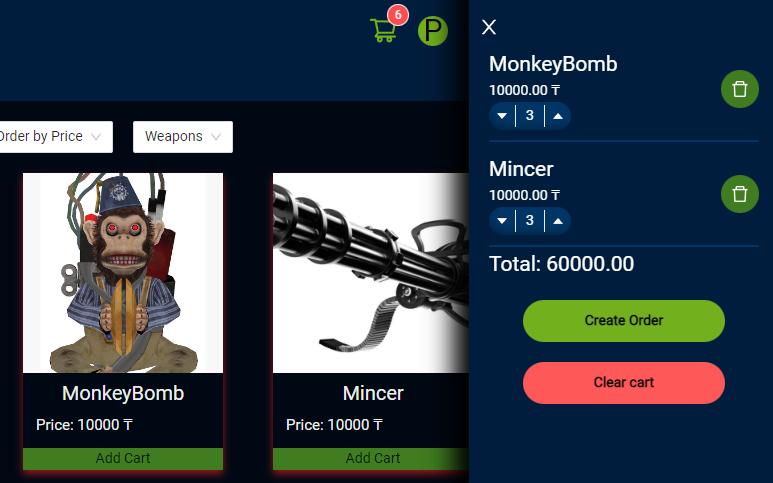 6
P
Order by Price
Weapons
MonkeyBomb
Price: 10000 ₸
Add Cart
Mincer
Price: 10000 ₸
Add Cart
X
MonkeyBomb
10000.00 ₸
3
Mincer
10000.00 ₸
3
Total: 60000.00
Create Order
Clear cart